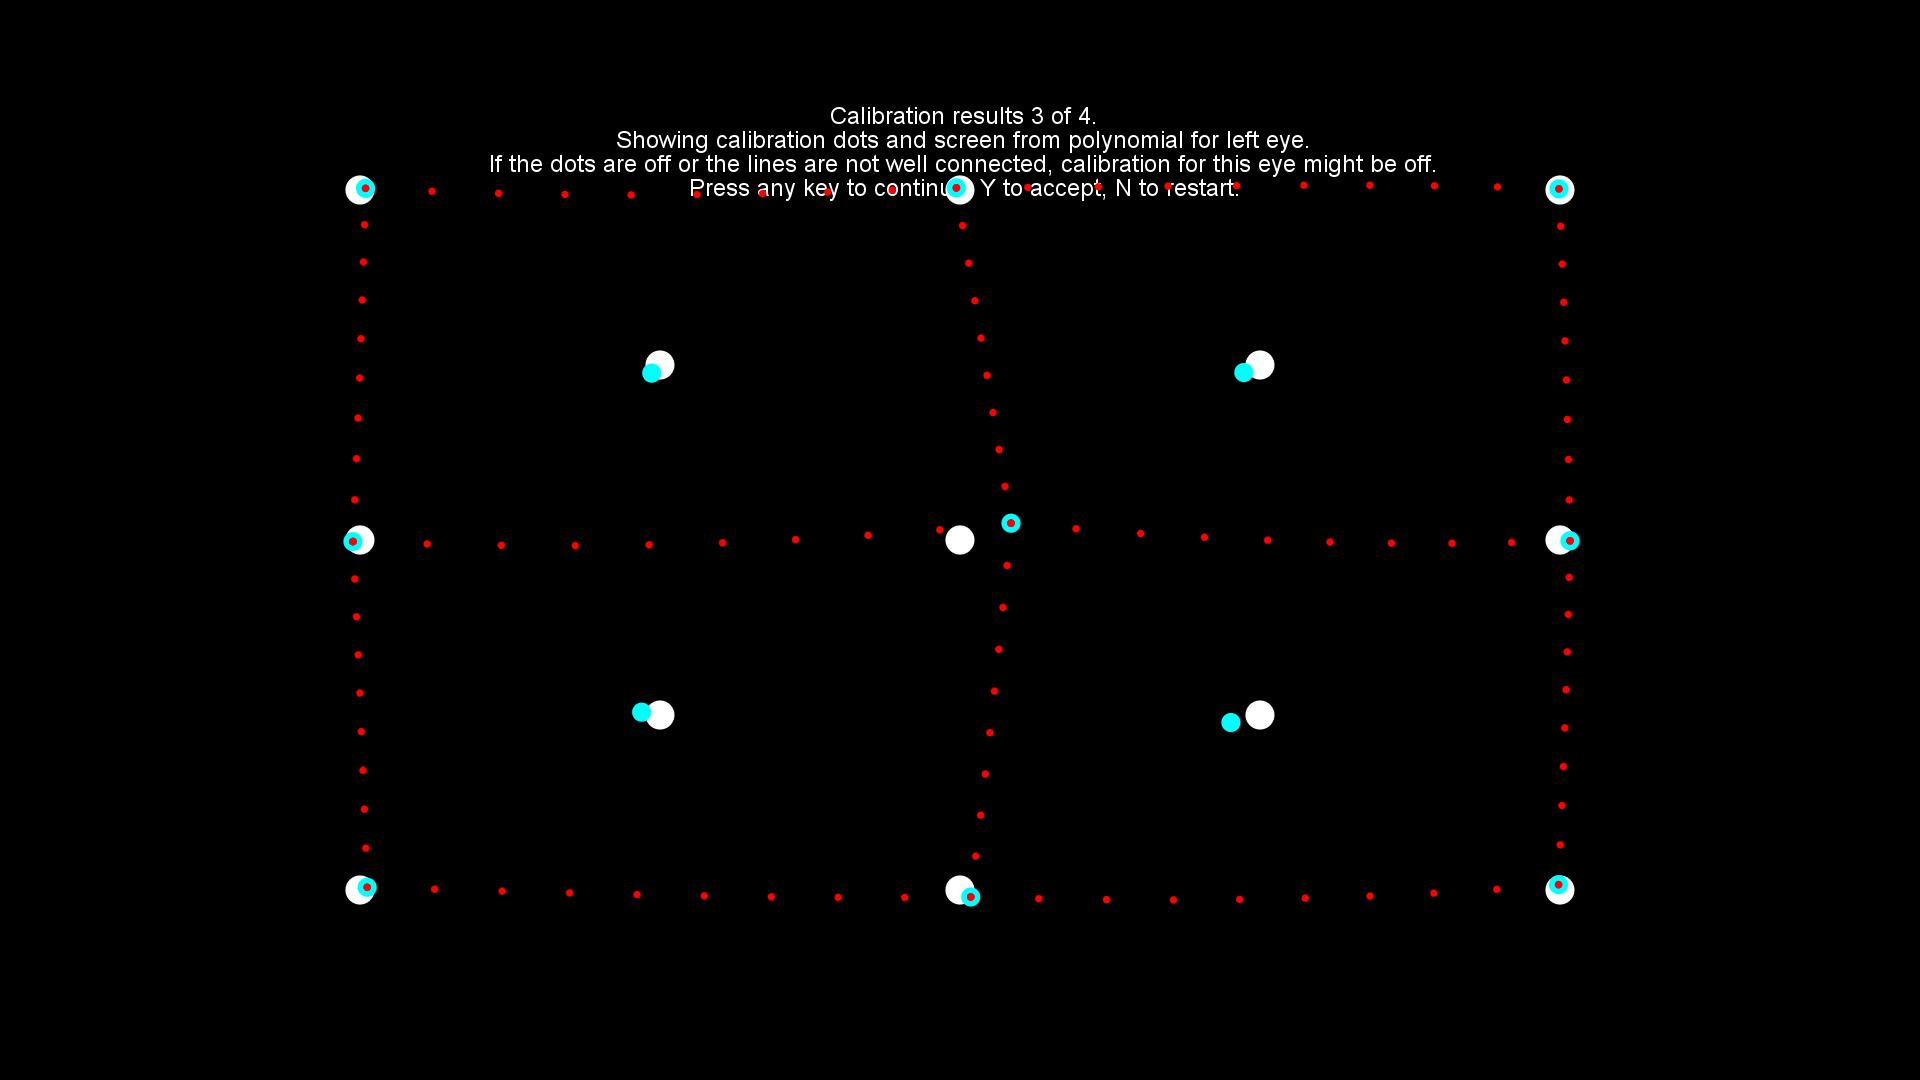 Calibration results 3 of 4.
Showing calibration dots and screen from polynomial for left eye.
If the dots are off or the lines are not well connected, calibration for this eye might be off.
Press any key to continue, Y to accept, N to restart.